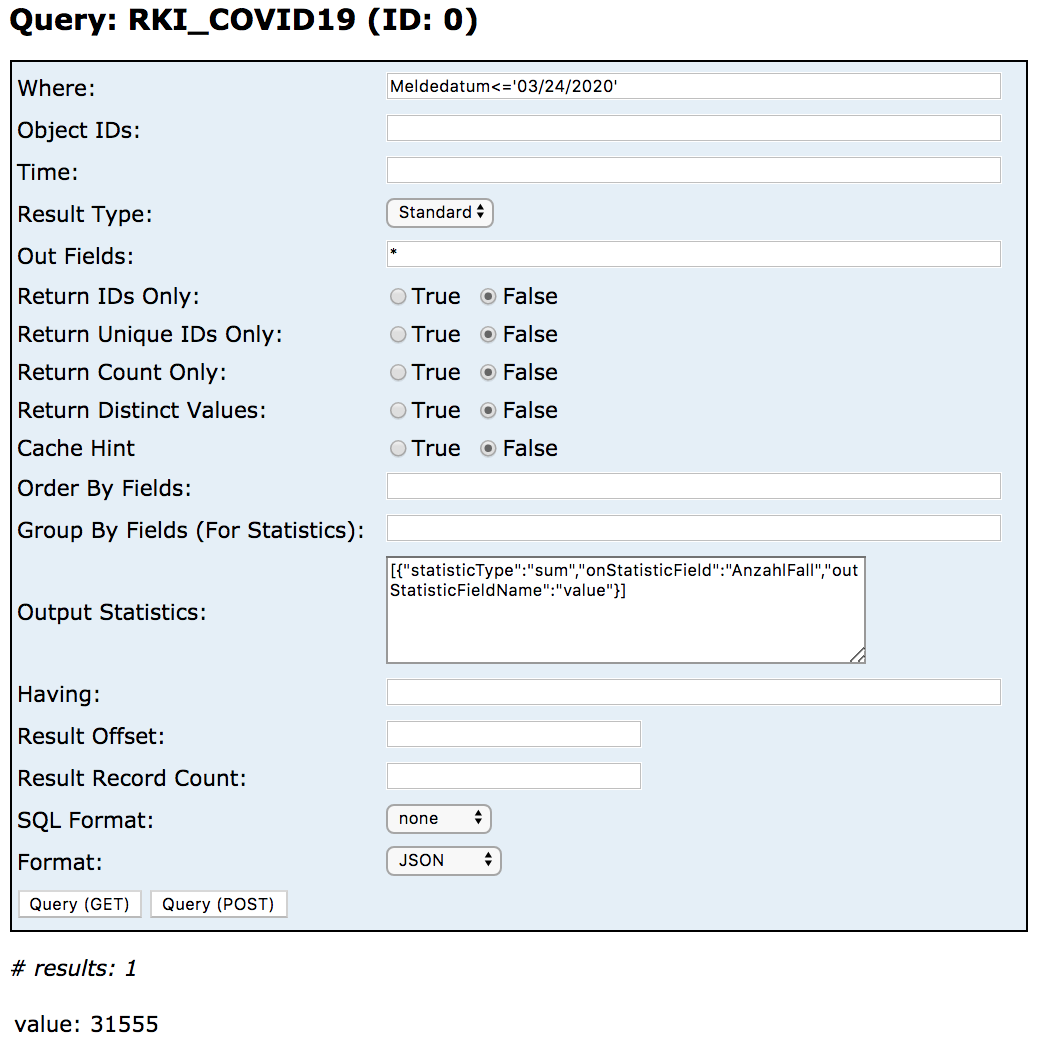 Query: RKI_COVID19 (ID: 0)
Where: Meldedatum<='03/24/2020'
Object IDs:
Time:
Result Type: Standard
Out Fields: *
Return IDs Only: True False
Return Unique IDs Only: True False
Return Count Only: True False
Return Distinct Values: True False
Cache Hint True False
Order By Fields:
Group By Fields (For Statistics):
Output Statistics: [{"statisticType":"sum","onStatisticField":"AnzahlFall","out
StatisticFieldName":"value"}]
Having:
Result Offset:
Result Record Count:
SQL Format: none
Format: JSON
Query (GET) Query (POST)
# results: 1
value: 31555